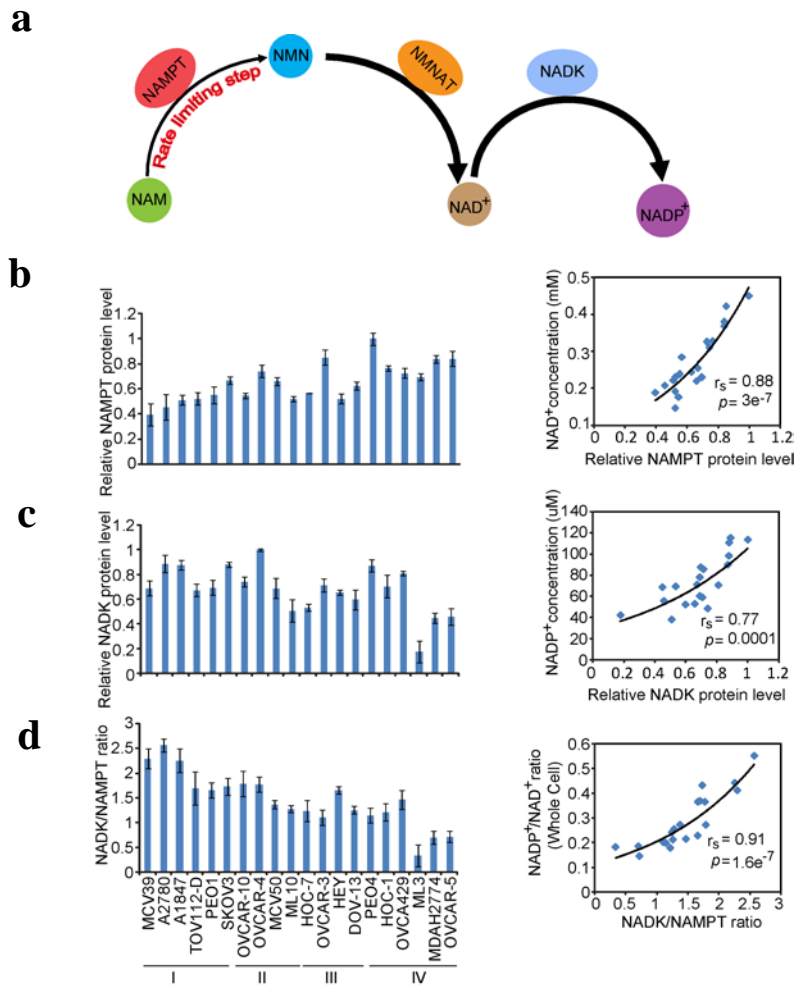 a
NAMPT
Rate limiting step
NMN
NMNAT
NADK
NAM
NAD+
NADP+
b
Relative NAMPT protein level
1.2
1
0.8
0.6
0.4
0.2
0
NAD+concentration (mM)
0.5
0.4
0.3
0.2
0.1
rs = 0.88
p= 3e-7
0 0.2 0.4 0.6 0.8 1 1.2
Relative NAMPT protein level
c
Relative NADK protein level
1.2
1
0.8
0.6
0.4
0.2
0
NADP+concentration (uM)
140
120
100
80
60
40
20
0
rs = 0.77
p= 0.0001
0 0.2 0.4 0.6 0.8 1 1.2
Relative NADK protein level
d
NADK/NAMPT ratio
3
2.5
2
1.5
1
0.5
0
MCV39
A2780
A1847
TOV112-D
PEO1
SKOV3
OVCAR-10
OVCAR-4
MCV50
ML10
HOC-7
OVCAR-3
HEY
DOV-13
PEO4
HOC-1
OVCA429
ML3
MDAH2774
OVCAR-5
I II III IV
NADP+/NAD+ratio
(Whole Cell)
0.6
0.5
0.4
0.3
0.2
0.1
0
rs = 0.91
p=1.6e-7
0 0.5 1 1.5 2 2.5 3
NADK/NAMPT ratio